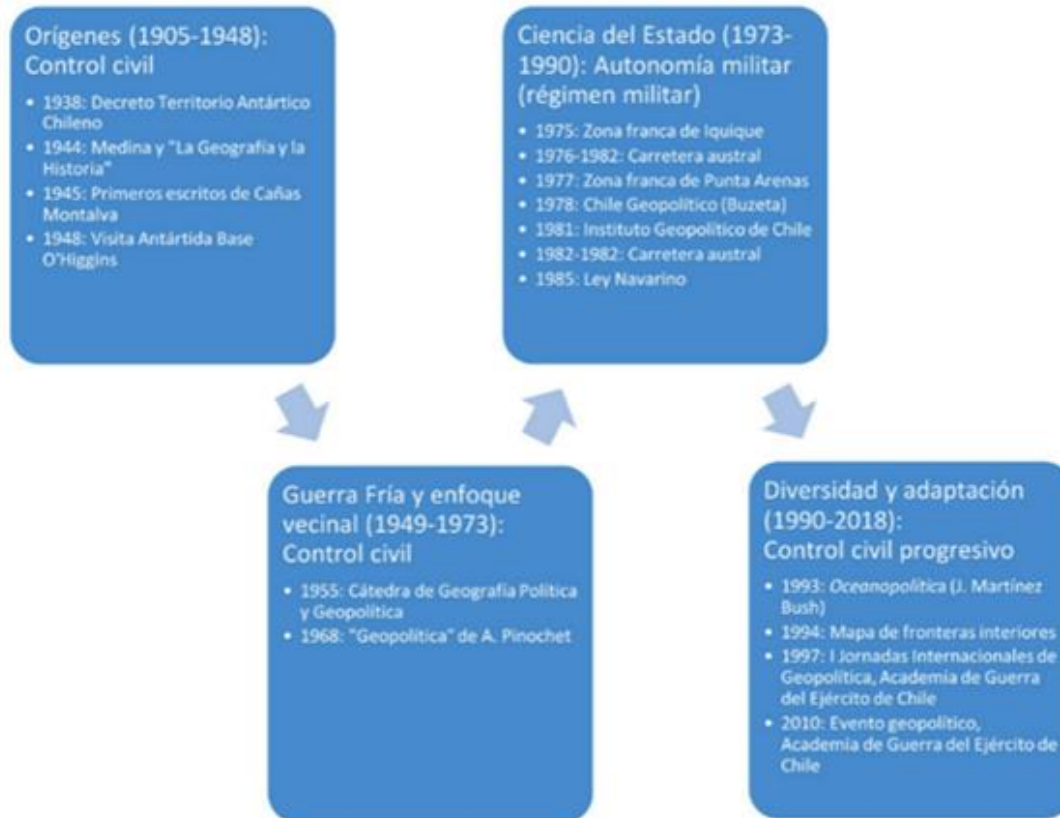 Orígenes (1905-1948):
Control civil
• 1938: Decreto Territorio Antártico
Chileno
• 1944: Medina y "La Geografía y la
Historia"
• 1945: Primeros escritos de Cañas
Montalva
• 1948: Visita Antártida Base
O'Higgins
Guerra Fría y enfoque
vecinal (1949-1973):
Control civil
• 1955: Cátedra de Geografía Política
y Geopolítica
• 1968: "Geopolítica" de A. Pinochet
Ciencia del Estado (1973-
1990): Autonomía militar
(régimen militar)
• 1975: Zona franca de Iquique
• 1976-1982: Carretera austral
• 1977: Zona franca de Punta Arenas
• 1978: Chile Geopolítico (Buzeta)
• 1981: Instituto Geopolítico de Chile
• 1982-1982: Carretera austral
• 1985: Ley Navarino
Diversidad y adaptación
(1990-2018):
Control civil progresivo
• 1993: Oceanopolítica (J. Martínez
Bush)
• 1994: Mapa de fronteras interiores
• 1997: I Jornadas Internacionales de
Geopolítica, Academia de Guerra
del Ejército de Chile
• 2010: Evento geopolítico,
Academia de Guerra del Ejército de
Chile